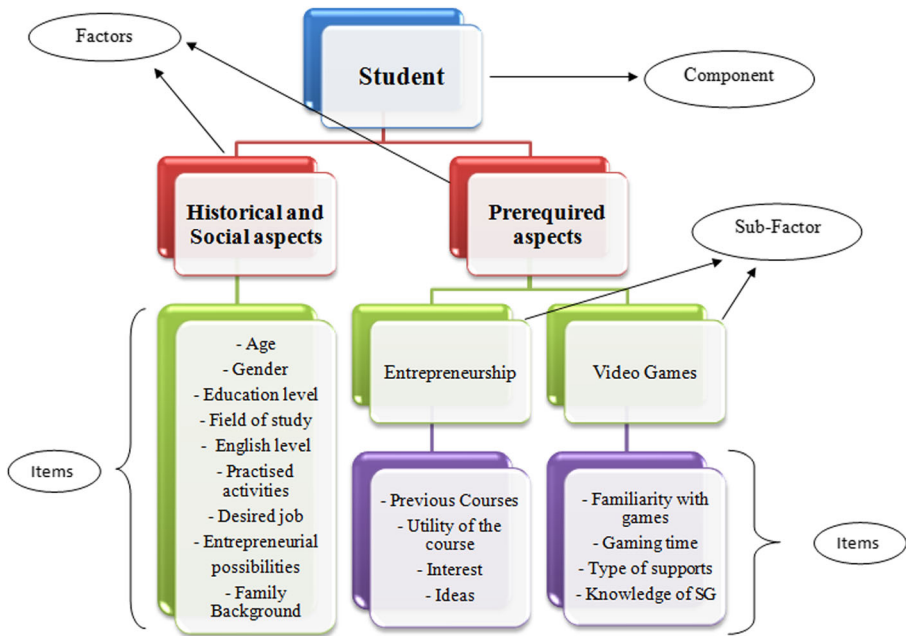 Factors
Student
Component
Historical and
Social aspects
Prerequired
aspects
Sub-Factor
- Age
- Gender
- Education level
- Field of study
- English level
- Practised
activities
- Desired job
- Entrepreneurial
possibilities
- Family
Background
Items
Entrepreneurship
Video Games
- Previous Courses
- Utility of the
course
- Interest
- Ideas
- Familiarity with
games
- Gaming time
- Type of supports
- Knowledge of SG
Items